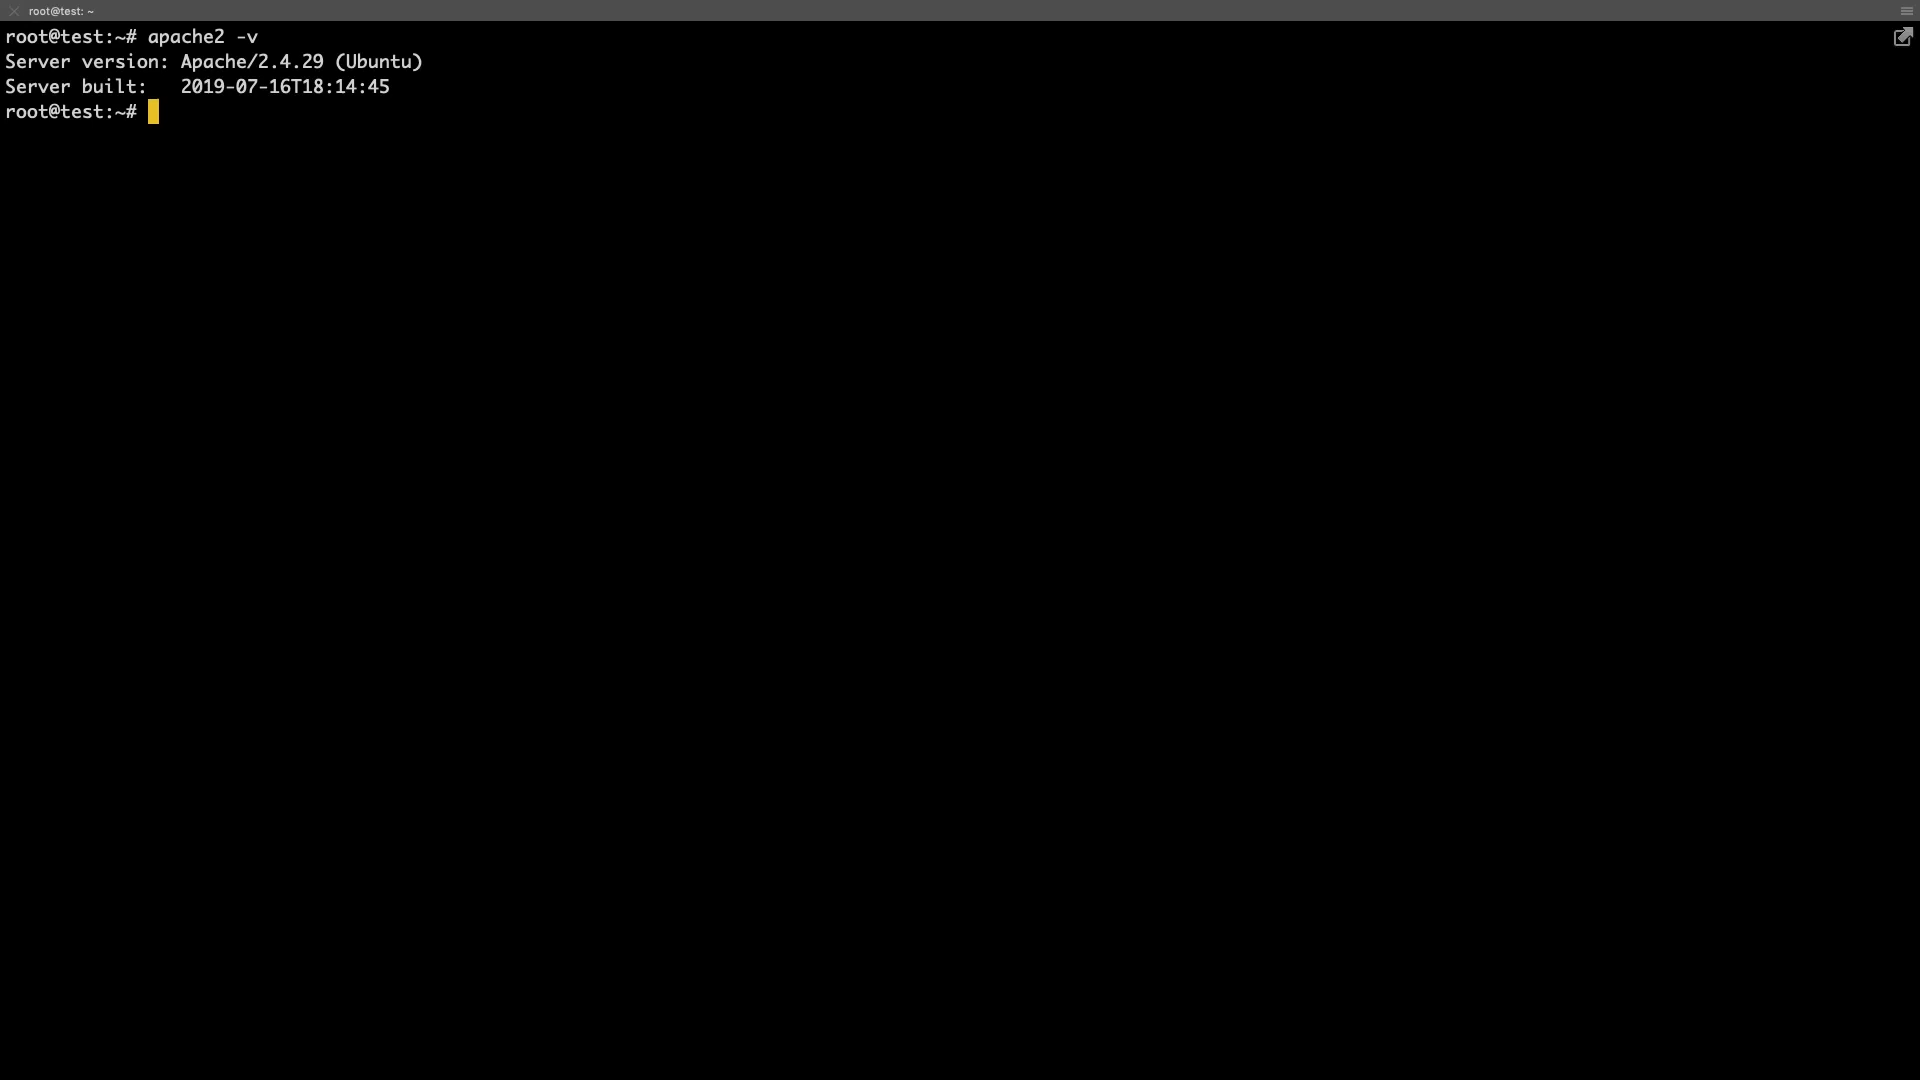 root@test: ~
root@test:~# apache2 -v
Server version: Apache/2.4.29 (Ubuntu)
Server built:   2019-07-16T18:14:45
root@test:~#